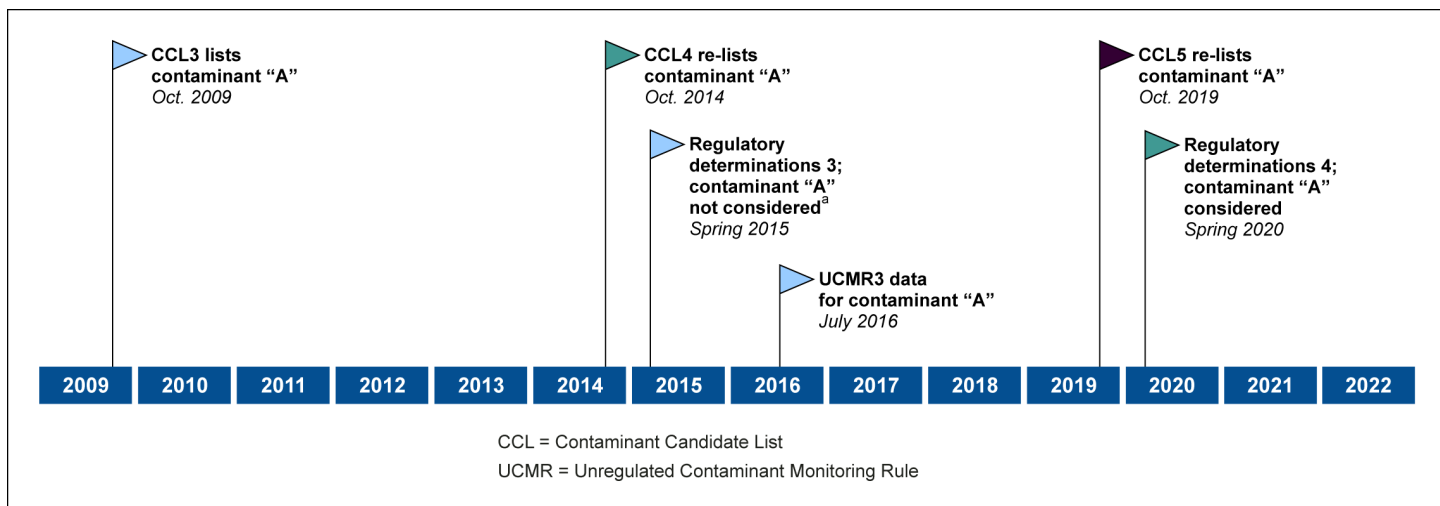 CCL3 lists
contaminant “A”
Oct. 2009
CCL4 re-lists
contaminant “A”
Oct. 2014
Regulatory
determinations 3;
contaminant “A”
not considered^a
Spring 2015
UCMR3 data
for contaminant “A”
July 2016
CCL5 re-lists
contaminant “A”
Oct. 2019
Regulatory
determinations 4;
contaminant “A”
considered
Spring 2020
2009 2010 2011 2012 2013 2014 2015 2016 2017 2018 2019 2020 2021 2022
CCL = Contaminant Candidate List
UCMR = Unregulated Contaminant Monitoring Rule